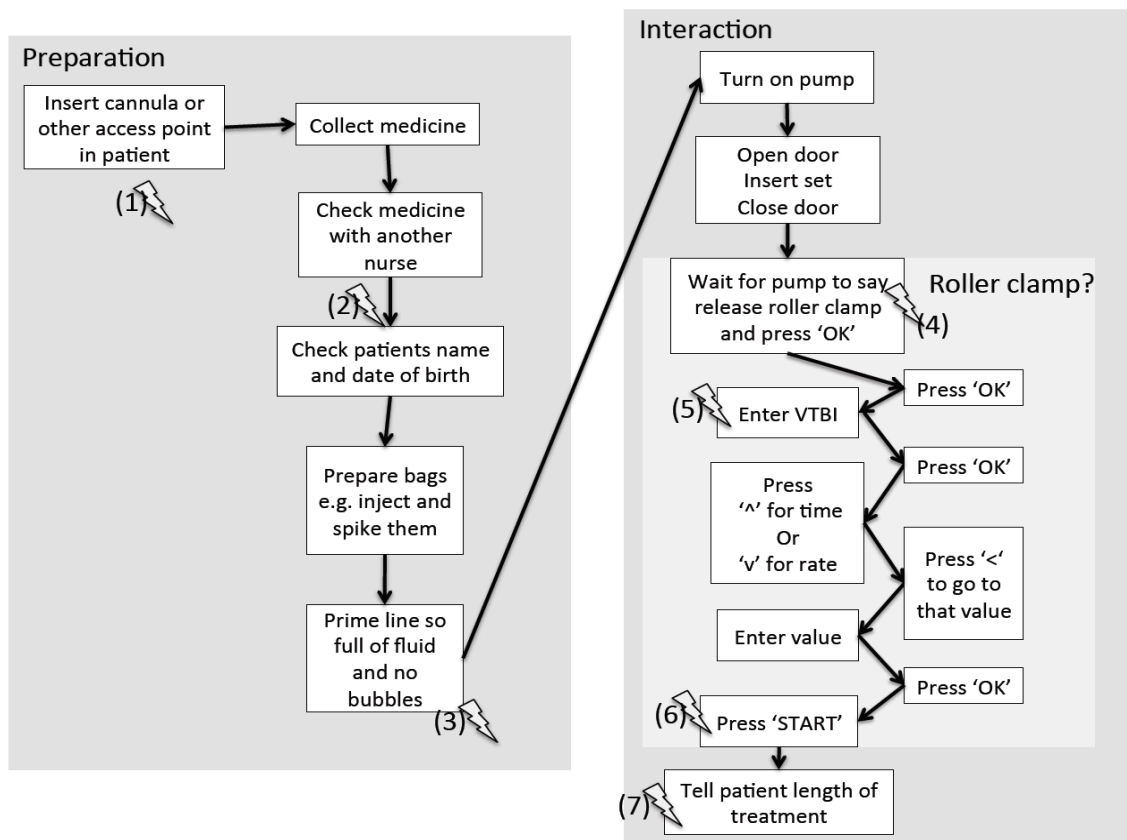 Preparation
Insert cannula or
other access point
in patient
(1)
Collect medicine
Check medicine
with another
nurse
(2)
Check patients name
and date of birth
Prepare bags
e.g. inject and
spike them
Prime line so
full of fluid
and no
bubbles
(3)
Interaction
Turn on pump
Open door
Insert set
Close door
Roller clamp?
Wait for pump to say
release roller clamp
and press ‘OK’
(4)
Press ‘OK’
(5)
Enter VTBI
Press ‘OK’
Press
‘^’ for time
Or
‘v’ for rate
Press ‘<‘
to go to
that value
Enter value
Press ‘OK’
(6)
Press ‘START’
(7)
Tell patient length of
treatment